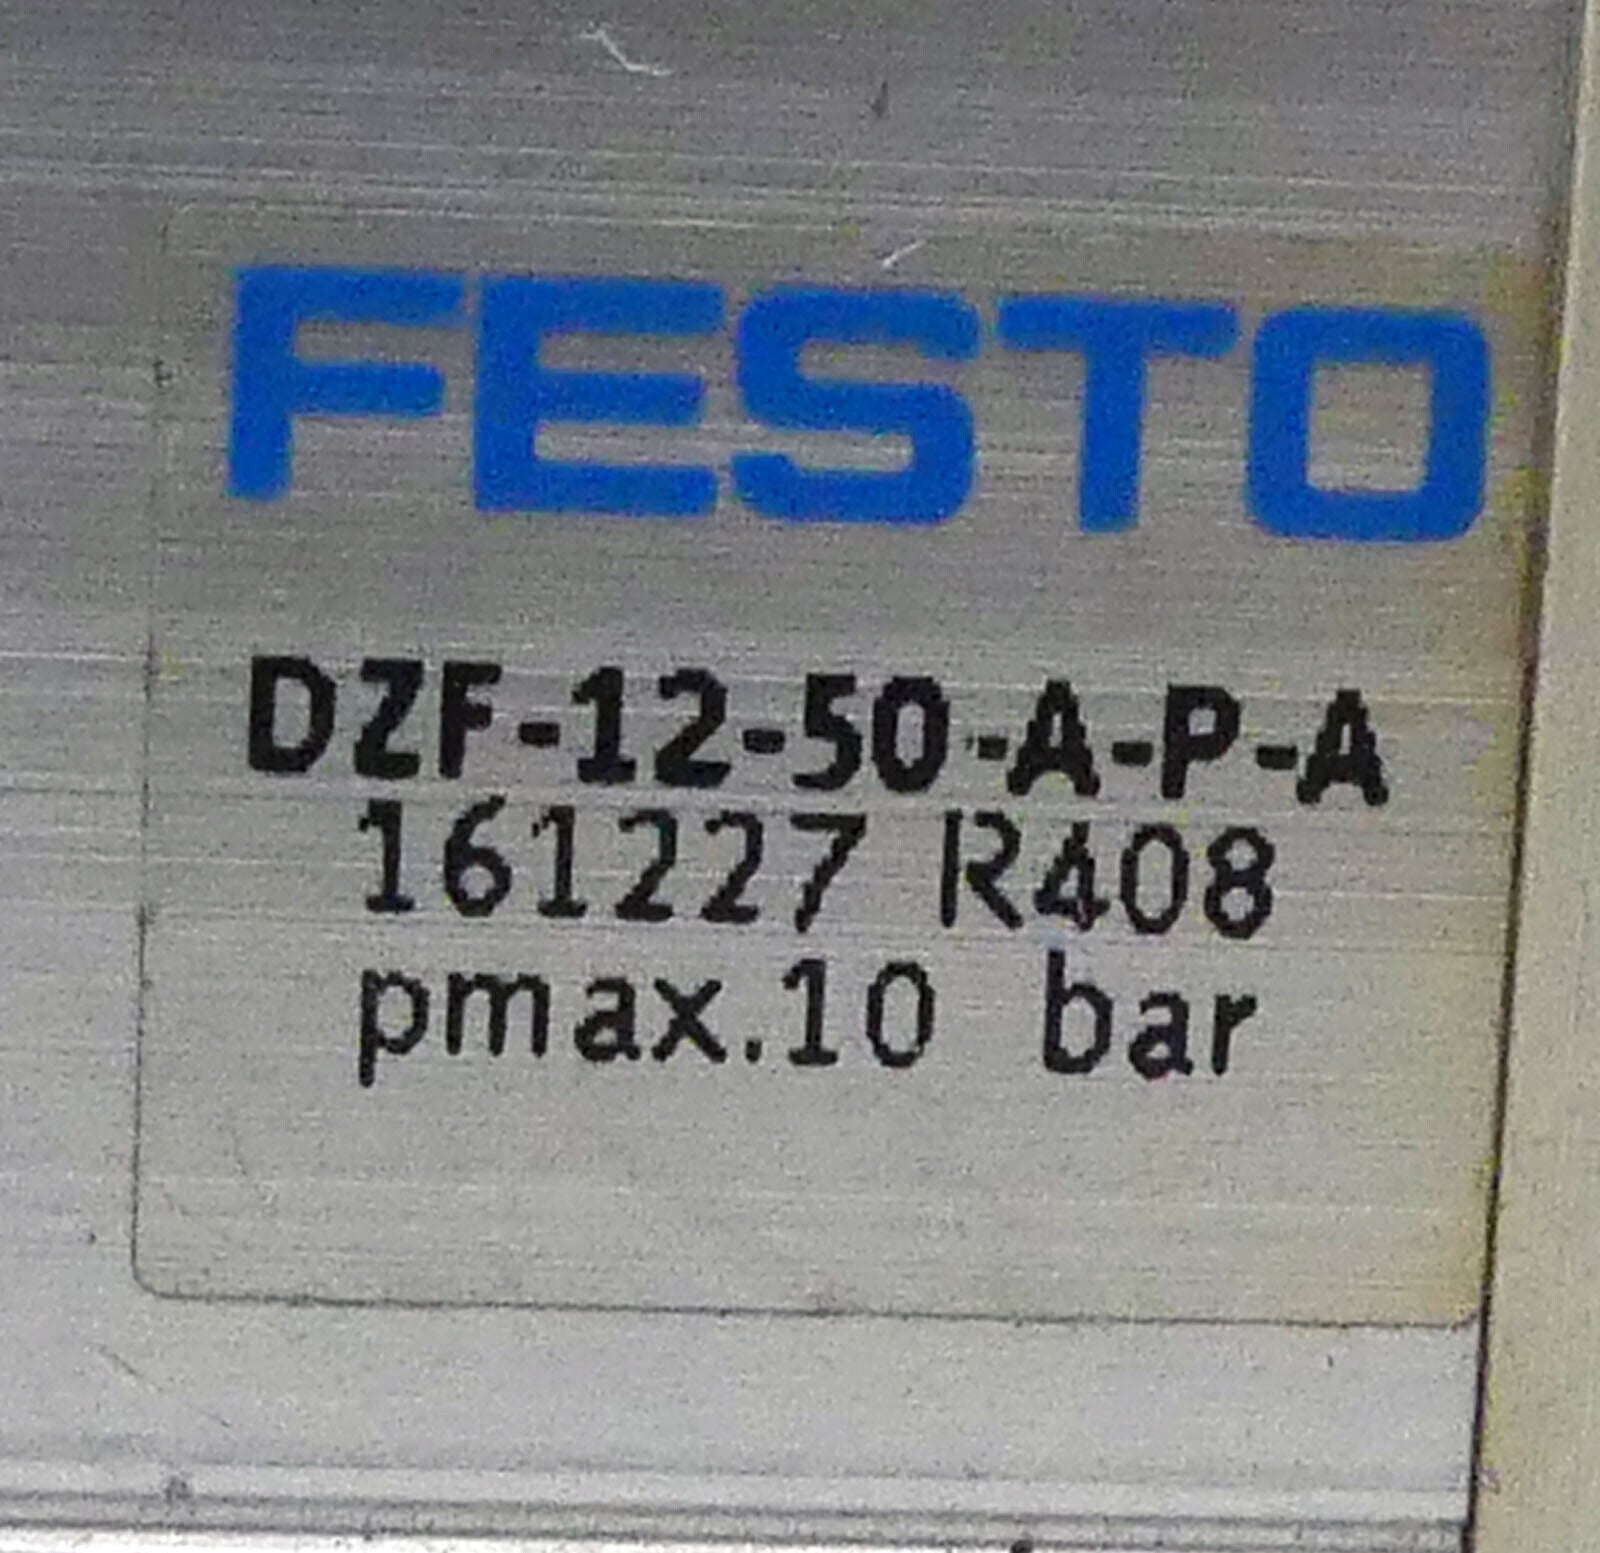 FESTO
DZF-12-50-A-P-A
161227 R408
pmax.10 bar